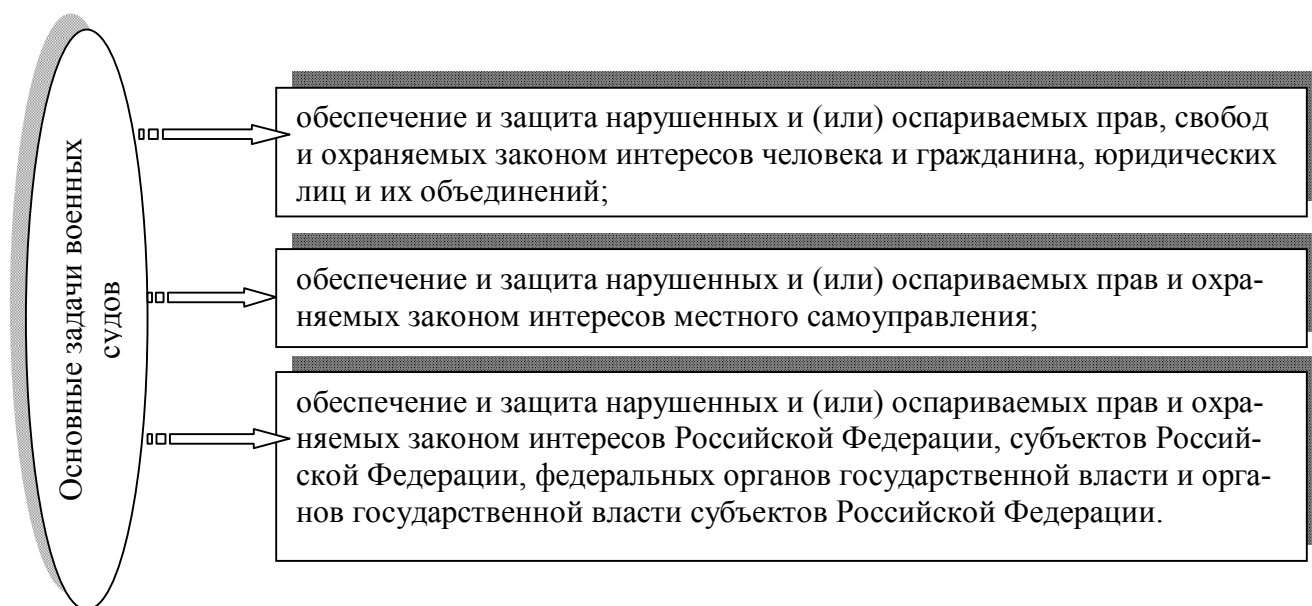 Основные задачи военных
судов
обеспечение и защита нарушенных и (или) оспариваемых прав, свобод
и охраняемых законом интересов человека и гражданина, юридических
лиц и их объединений;
обеспечение и защита нарушенных и (или) оспариваемых прав и охра-
няемых законом интересов местного самоуправления;
обеспечение и защита нарушенных и (или) оспариваемых прав и охра-
няемых законом интересов Российской Федерации, субъектов Россий-
ской Федерации, федеральных органов государственной власти и орга-
нов государственной власти субъектов Российской Федерации.